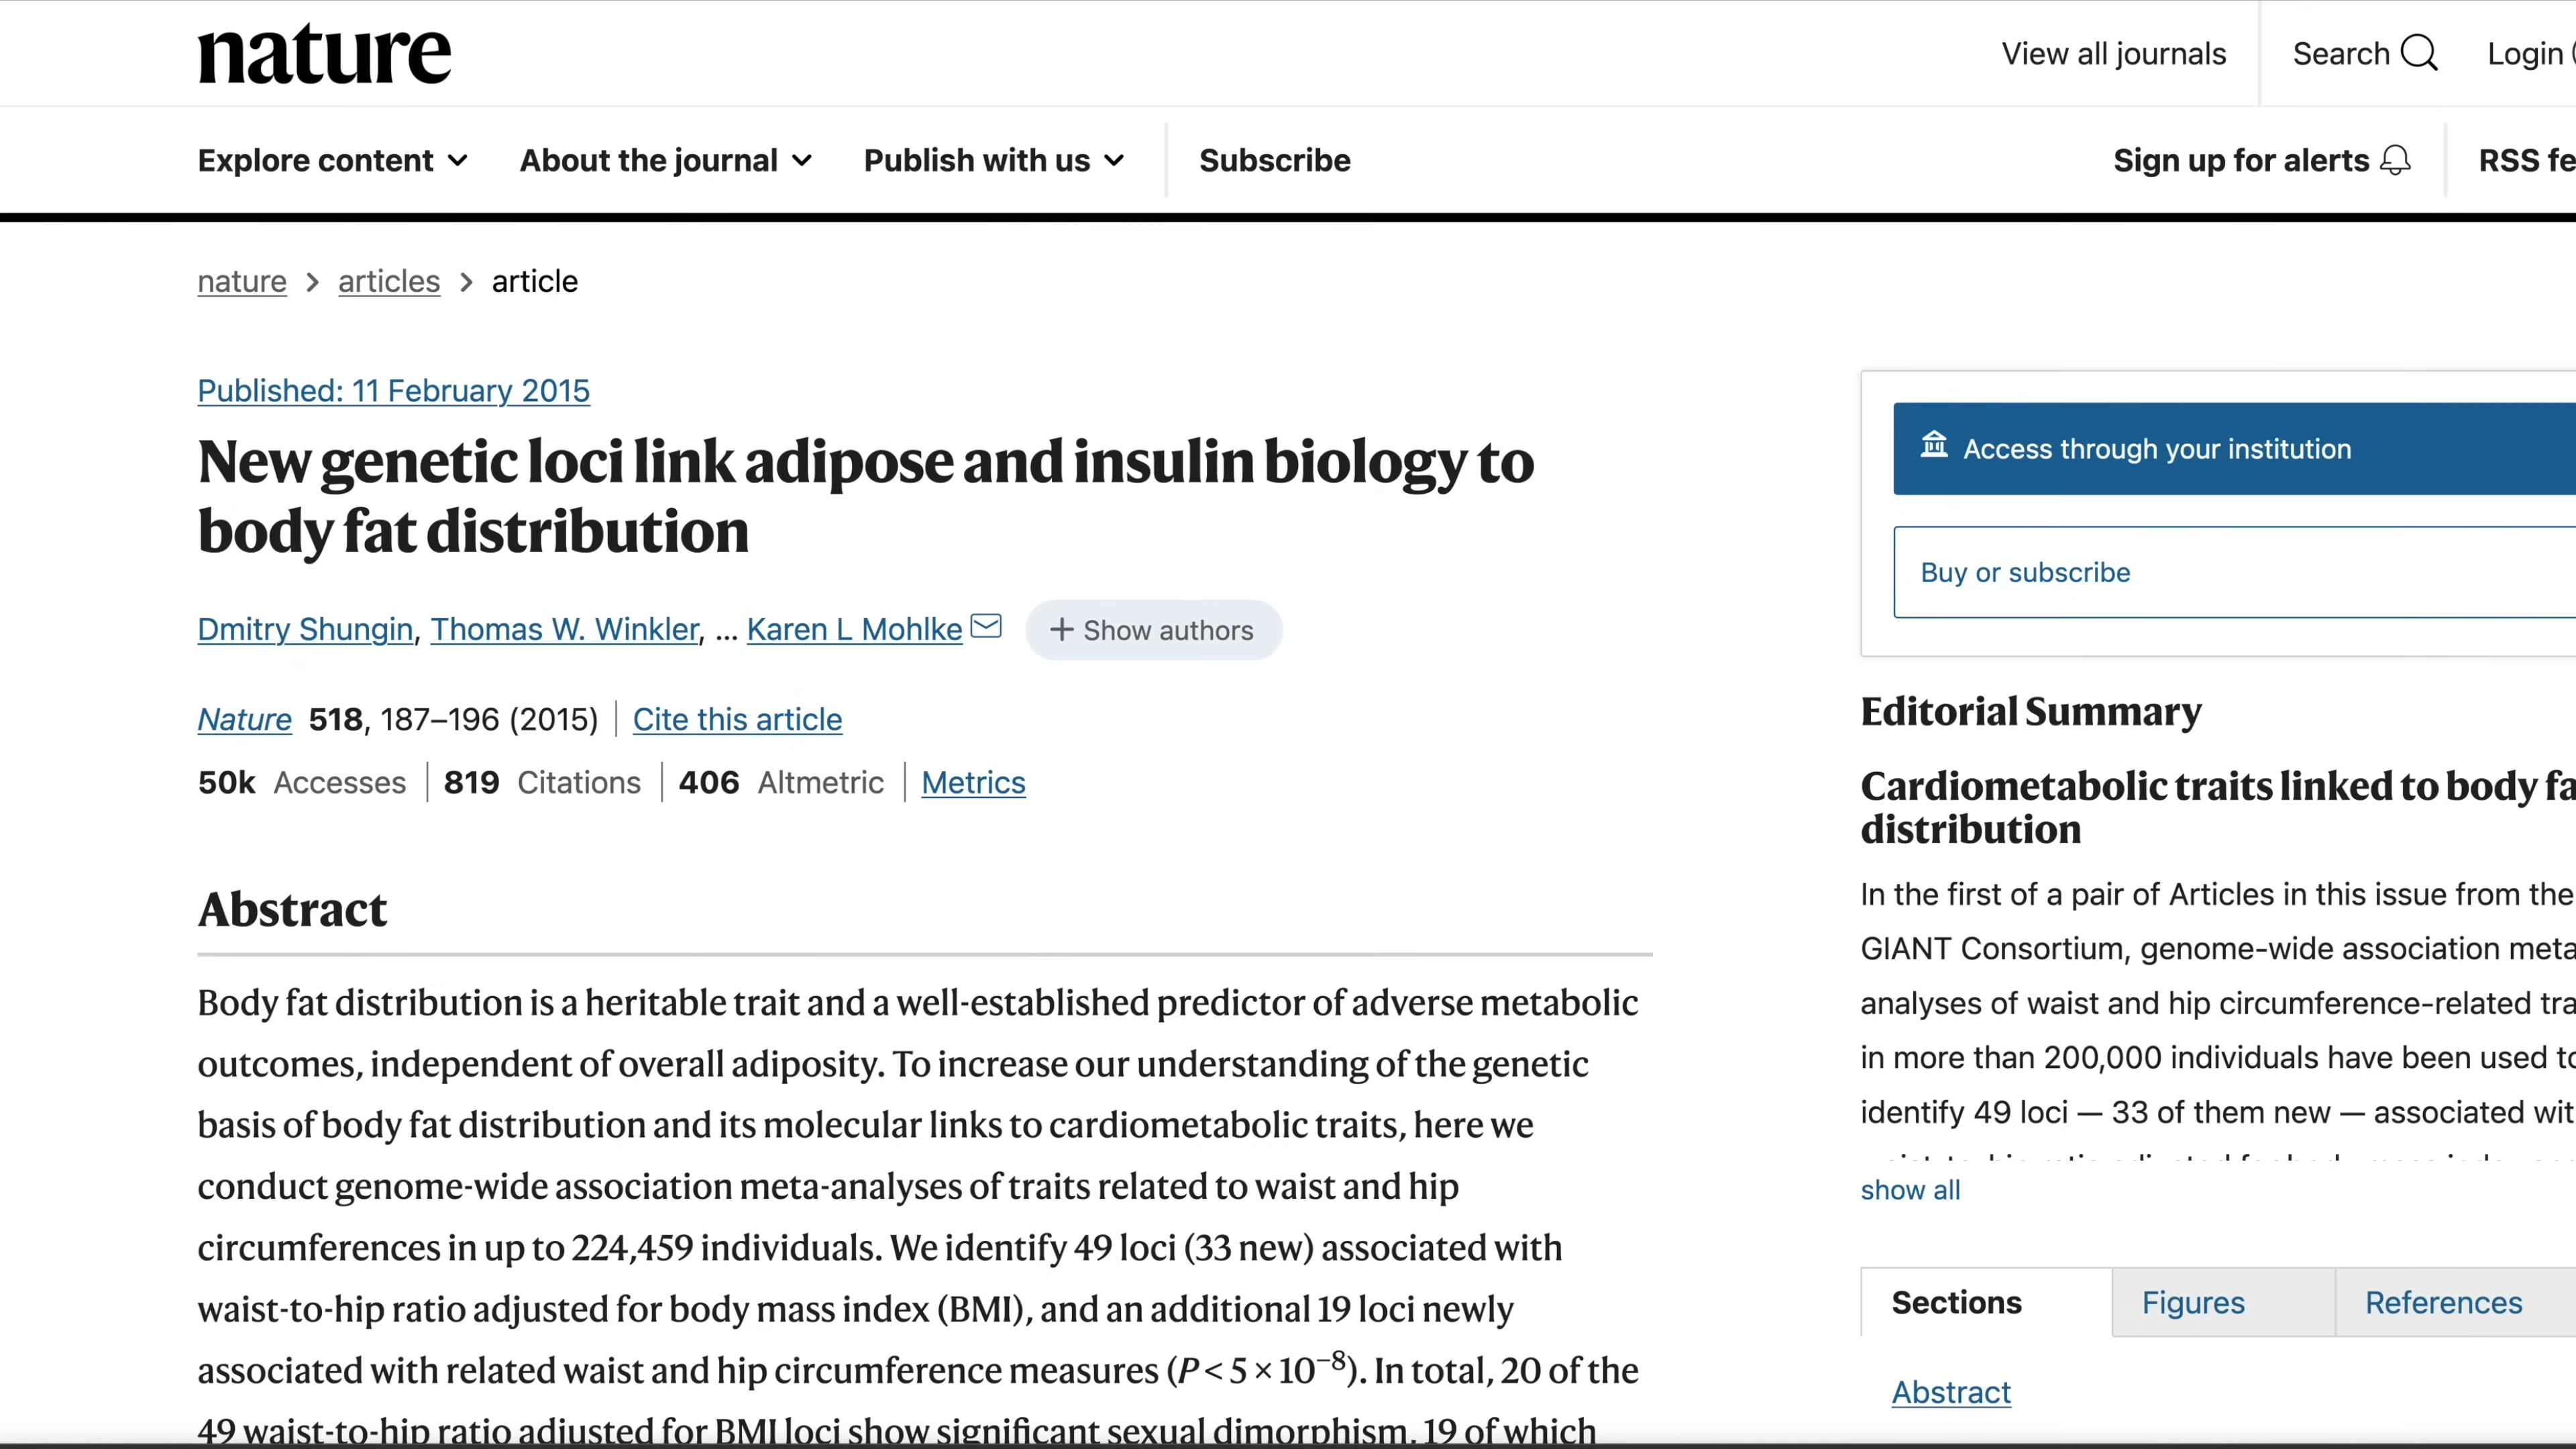 nature
View all journals
Search
Login
Explore content
About the journal
Publish with us
Subscribe
Sign up for alerts
RSS
nature > articles > article
Published: 11 February 2015
New genetic loci link adipose and insulin biology to
body fat distribution
Dmitry Shungin, Thomas W. Winkler, ... Karen L Mohlke
+ Show authors
Nature 518, 187–196 (2015) | Cite this article
50k Accesses | 819 Citations | 406 Altmetric | Metrics
Abstract
Body fat distribution is a heritable trait and a well-established predictor of adverse metabolic
outcomes, independent of overall adiposity. To increase our understanding of the genetic
basis of body fat distribution and its molecular links to cardiometabolic traits, here we
conduct genome-wide association meta-analyses of traits related to waist and hip
circumferences in up to 224,459 individuals. We identify 49 loci (33 new) associated with
waist-to-hip ratio adjusted for body mass index (BMI), and an additional 19 loci newly
associated with related waist and hip circumference measures (P < 5 × 10⁻⁸). In total, 20 of the
49 waist-to-hip ratio adjusted for BMI loci show significant sexual dimorphism, 19 of which
Access through your institution
Buy or subscribe
Editorial Summary
Cardiometabolic traits linked to body
distribution
In the first of a pair of Articles in this issue from the
GIANT Consortium, genome-wide association
analyses of waist and hip circumference-related
in more than 200,000 individuals have been used
identify 49 loci — 33 of them new — associated
show all
Sections
Figures
References
Abstract